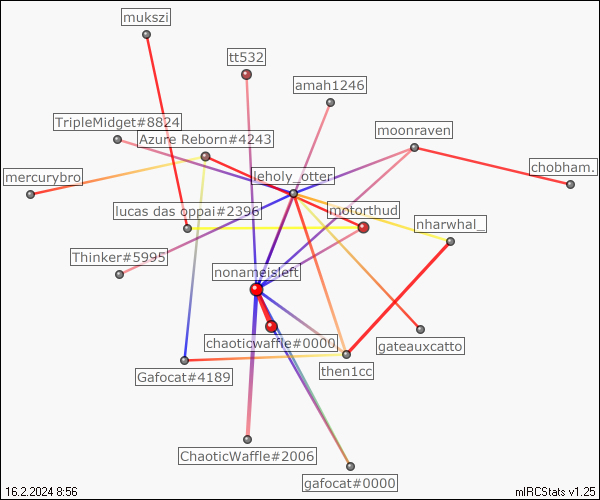 mukszi
tt532
amah1246
TripleMidget#8824
moonraven
Azure Reborn#4243
chobham.
mercurybro
leholy_otter
lucas das oppai#2396
motorthud
nharwhal_
Thinker#5995
nonameisleft
chaoticwaffle#0000
gateauxcatto
then1cc
Gafocat#4189
ChaoticWaffle#2006
gafocat#0000
16.2.2024 8:56
mIRCStats v1.25